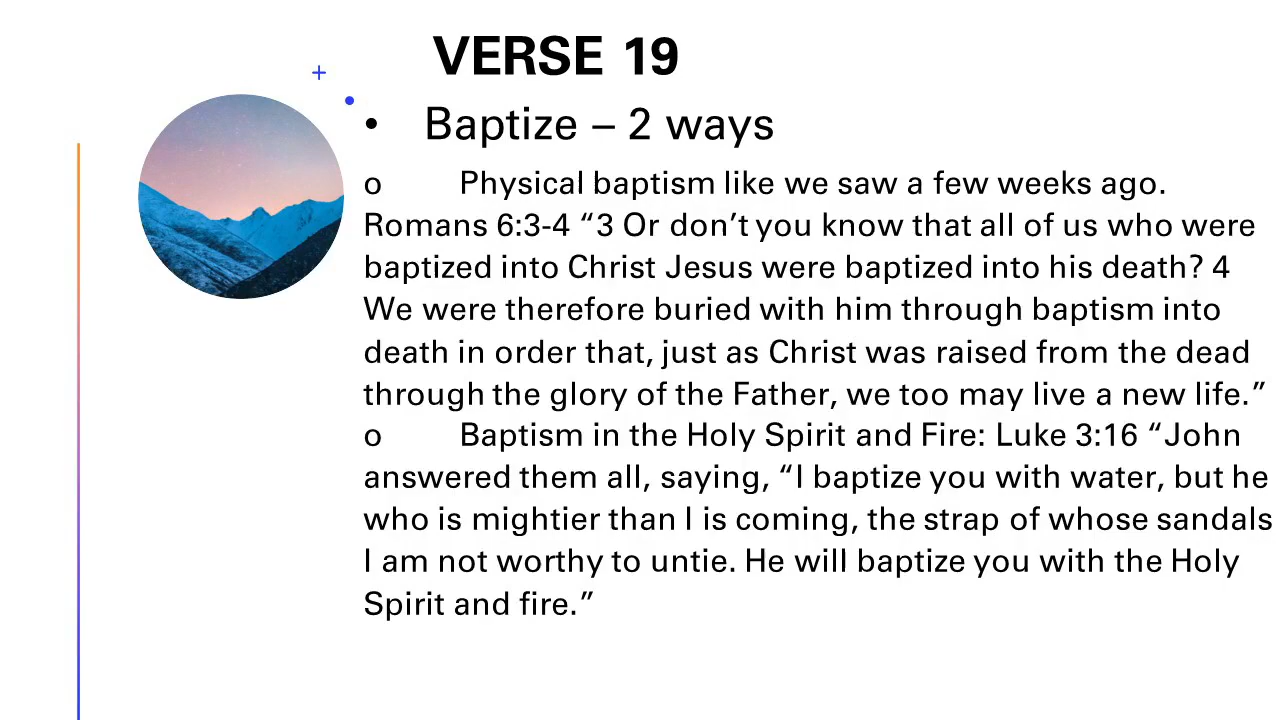 VERSE 19
• Baptize – 2 ways
o Physical baptism like we saw a few weeks ago.
Romans 6:3-4 “3 Or don’t you know that all of us who were
baptized into Christ Jesus were baptized into his death? 4
We were therefore buried with him through baptism into
death in order that, just as Christ was raised from the dead
through the glory of the Father, we too may live a new life.”
o Baptism in the Holy Spirit and Fire: Luke 3:16 “John
answered them all, saying, “I baptize you with water, but he
who is mightier than I is coming, the strap of whose sandals
I am not worthy to untie. He will baptize you with the Holy
Spirit and fire.”